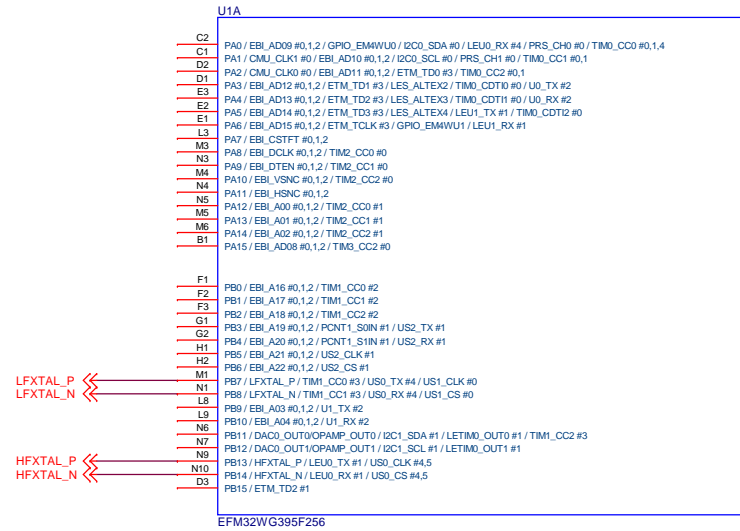 U1A
C2 PA0 / EBI_AD09 #0,1,2 / GPIO_EM4WU0 / I2C0_SDA #0 / LEU0_RX #4 / PRS_CH0 #0 / TIM0_CC0 #0,1,4
C1 PA1 / CMU_CLK1 #0 / EBI_AD10 #0,1,2 / I2C0_SCL #0 / PRS_CH1 #0 / TIM0_CC1 #0,1
D2 PA2 / CMU_CLK0 #0 / EBI_AD11 #0,1,2 / ETM_TD0 #3 / TIM0_CC2 #0,1
D1 PA3 / EBI_AD12 #0,1,2 / ETM_TD1 #3 / LES_ALTEX2 / TIM0_CDTI0 #0 / U0_TX #2
E3 PA4 / EBI_AD13 #0,1,2 / ETM_TD2 #3 / LES_ALTEX3 / TIM0_CDTI1 #0 / U0_RX #2
E2 PA5 / EBI_AD14 #0,1,2 / ETM_TD3 #3 / LES_ALTEX4 / LEU1_TX #1 / TIM0_CDTI2 #0
E1 PA6 / EBI_AD15 #0,1,2 / ETM_TCLK #3 / GPIO_EM4WU1 / LEU1_RX #1
L3 PA7 / EBI_CSTFT #0,1,2
M3 PA8 / EBI_DCLK #0,1,2 / TIM2_CC0 #0
N3 PA9 / EBI_DTEN #0,1,2 / TIM2_CC1 #0
M4 PA10 / EBI_VSNC #0,1,2 / TIM2_CC2 #0
N4 PA11 / EBI_HSNC #0,1,2
N5 PA12 / EBI_A00 #0,1,2 / TIM2_CC0 #1
M5 PA13 / EBI_A01 #0,1,2 / TIM2_CC1 #1
M6 PA14 / EBI_A02 #0,1,2 / TIM2_CC2 #1
B1 PA15 / EBI_AD08 #0,1,2 / TIM3_CC2 #0
F1 PB0 / EBI_A16 #0,1,2 / TIM1_CC0 #2
F2 PB1 / EBI_A17 #0,1,2 / TIM1_CC1 #2
F3 PB2 / EBI_A18 #0,1,2 / TIM1_CC2 #2
G1 PB3 / EBI_A19 #0,1,2 / PCNT1_S0IN #1 / US2_TX #1
G2 PB4 / EBI_A20 #0,1,2 / PCNT1_S1IN #1 / US2_RX #1
H1 PB5 / EBI_A21 #0,1,2 / US2_CLK #1
H2 PB6 / EBI_A22 #0,1,2 / US2_CS #1
LFXTAL_P M1 PB7 / LFXTAL_P / TIM1_CC0 #3 / US0_TX #4 / US1_CLK #0
LFXTAL_N N1 PB8 / LFXTAL_N / TIM1_CC1 #3 / US0_RX #4 / US1_CS #0
L8 PB9 / EBI_A03 #0,1,2 / U1_TX #2
L9 PB10 / EBI_A04 #0,1,2 / U1_RX #2
N6 PB11 / DAC0_OUT0/OPAMP_OUT0 / I2C1_SDA #1 / LETIM0_OUT0 #1 / TIM1_CC2 #3
N7 PB12 / DAC0_OUT1/OPAMP_OUT1 / I2C1_SCL #1 / LETIM0_OUT1 #1
HFXTAL_P N9 PB13 / HFXTAL_P / LEU0_TX #1 / US0_CLK #4,5
HFXTAL_N N10 PB14 / HFXTAL_N / LEU0_RX #1 / US0_CS #4,5
D3 PB15 / ETM_TD2 #1
EFM32WG395F256